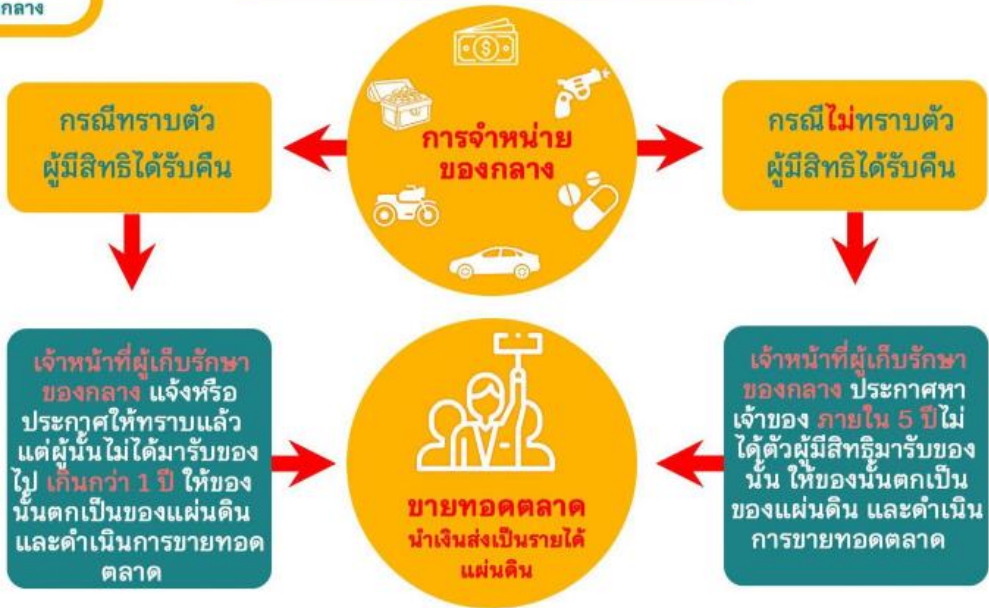 กลาง
การจำหน่าย
ของกลาง
กรณีทราบตัว
ผู้มีสิทธิได้รับคืน
กรณีไม่ทราบตัว
ผู้มีสิทธิได้รับคืน
เจ้าหน้าที่ผู้เก็บรักษา
ของกลาง แจ้งหรือ
ประกาศให้ทราบแล้ว
แต่ผู้นั้นไม่ได้มารับของ
ไป เกินกว่า 1 ปี ให้ของ
นั้นตกเป็นของแผ่นดิน
และดำเนินการขายทอด
ตลาด
ขายทอดตลาด
นำเงินส่งเป็นรายได้
แผ่นดิน
เจ้าหน้าที่ผู้เก็บรักษา
ของกลาง ประกาศหา
เจ้าของ ภายใน 5 ปีไม่
ได้ตัวผู้มีสิทธิมารับของ
นั้น ให้ของนั้นตกเป็น
ของแผ่นดิน และดำเนิน
การขายทอดตลาด